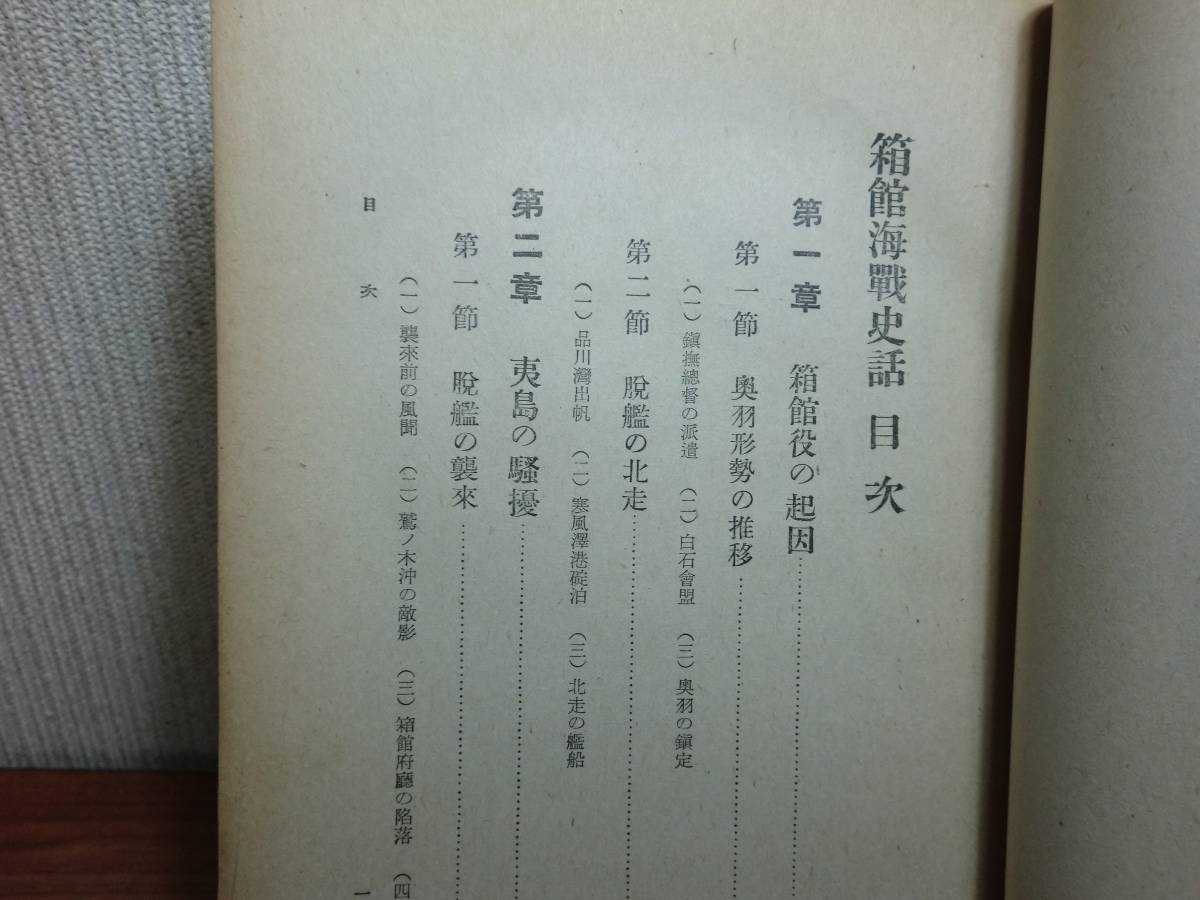 箱館海戰史話 目次
第一章 箱館役の起因
第一節 奧羽形勢の推移
(一)鎭撫總督の派遣 (二)白石會盟 (三)奧羽の鎭定
第二節 脫艦の北走
(一)品川灣出帆 (二)寒風澤港碇泊 (三)北走の艦船
第二章 夷島の騷擾
第一節 脫艦の襲來
(一)襲來前の風聞 (二)鷲ノ木沖の敵影 (三)箱館府廳の陷落 (四
目次
一